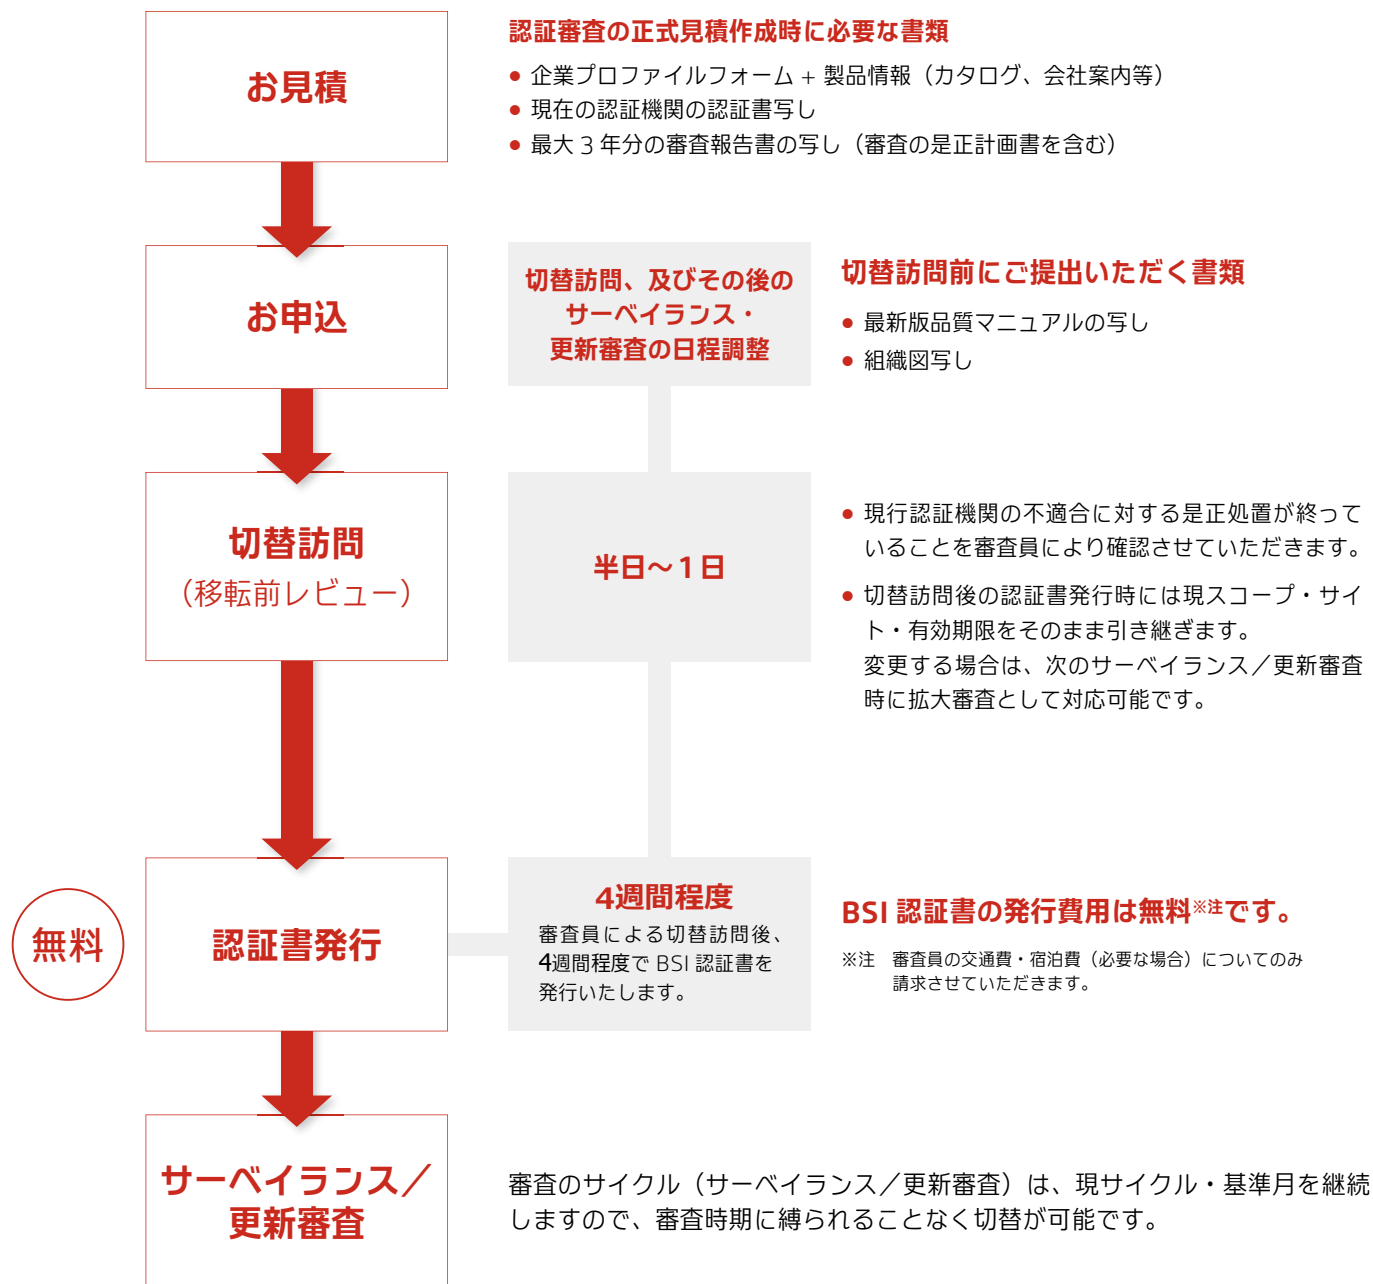 お見積
認証審査の正式見積作成時に必要な書類
● 企業プロファイルフォーム + 製品情報（カタログ、会社案内等）
● 現在の認証機関の認証書写し
● 最大 3 年分の審査報告書の写し（審査の是正計画書を含む）
お申込
切替訪問、及びその後の
サーベイランス・
更新審査の日程調整
切替訪問前にご提出いただく書類
● 最新版品質マニュアルの写し
● 組織図写し
切替訪問
（移転前レビュー）
半日〜１日
● 現行認証機関の不適合に対する是正処置が終って
いることを審査員により確認させていただきます。
● 切替訪問後の認証書発行時には現スコープ・サイ
ト・有効期限をそのまま引き継ぎます。
変更する場合は、次のサーベイランス／更新審査
時に拡大審査として対応可能です。
無料
認証書発行
4週間程度
審査員による切替訪問後、
4週間程度で BSI 認証書を
発行いたします。
BSI 認証書の発行費用は無料※注です。
※注　審査員の交通費・宿泊費（必要な場合）についてのみ
請求させていただきます。
サーベイランス／
更新審査
審査のサイクル（サーベイランス／更新審査）は、現サイクル・基準月を継続
しますので、審査時期に縛られることなく切替が可能です。